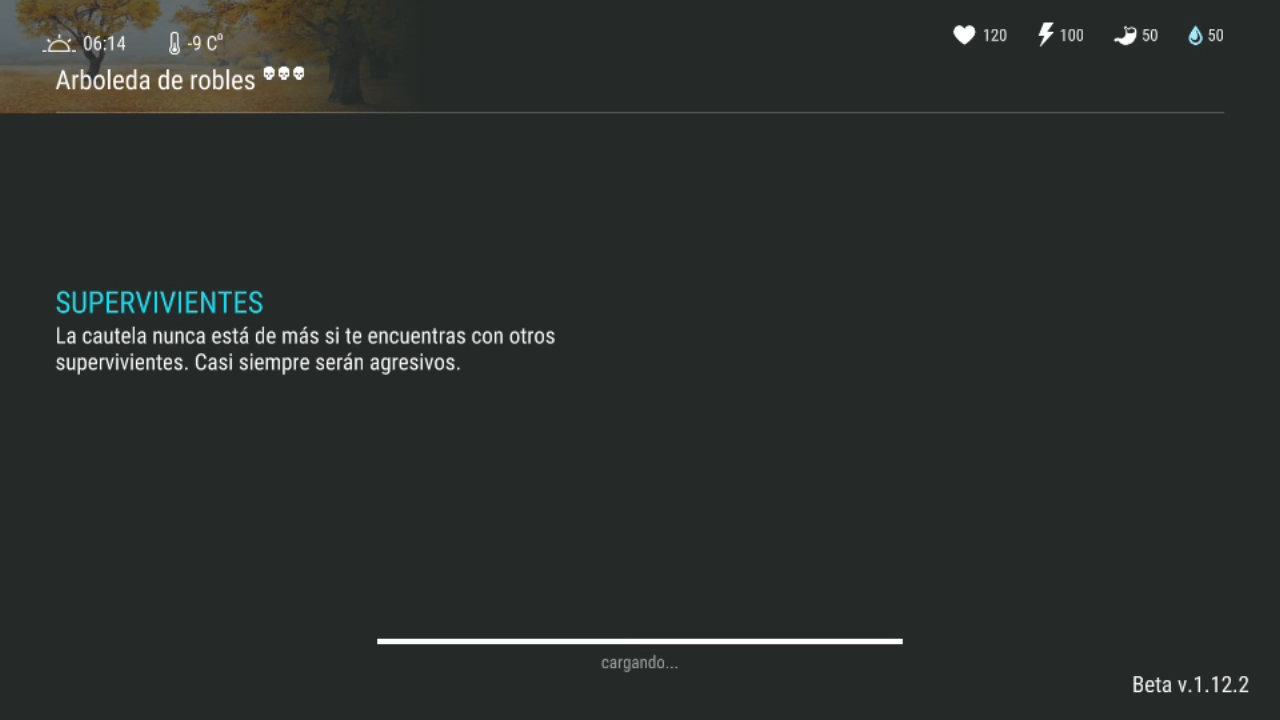 06:14 -9 Cº
120 100 50 50
Arboleda de robles
SUPERVIVIENTES
La cautela nunca está de más si te encuentras con otros
supervivientes. Casi siempre serán agresivos.
cargando...
Beta v.1.12.2